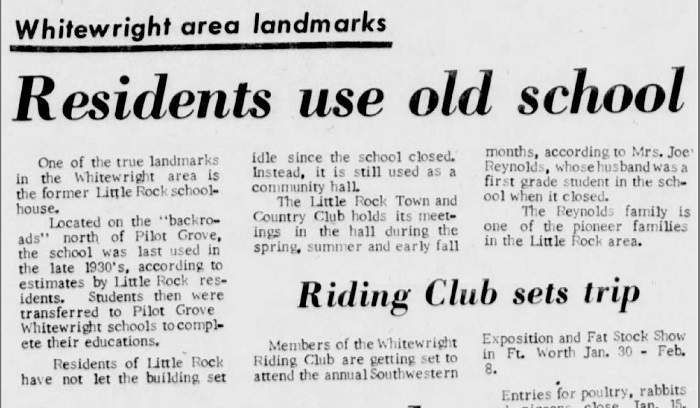 Whitewright area landmarks
Residents use old school
One of the true landmarks
in the Whitewright area is
the former Little Rock school-
house.
Located on the "backro-
ads" north of Pilot Grove,
the school was last used in
the late 1930's, according to
estimates by Little Rock res-
idents. Students then were
transferred to Pilot Grove
Whitewright schools to compl-
ete their educations.
Residents of Little Rock
have not let the building set
idle since the school closed.
Instead, it is still used as a
community hall.
The Little Rock Town and
Country Club holds its meet-
ings in the hall during the
spring, summer and early fall
months, according to Mrs. Joe
Reynolds, whose husband was a
first grade student in the sch-
ool when it closed.
The Reynolds family is
one of the pioneer families
in the Little Rock area.
Riding Club sets trip
Members of the Whitewright
Riding Club are getting set to
attend the annual Southwestern
Exposition and Fat Stock Show
in Ft. Worth Jan. 30 - Feb.
8.
Entries for poultry, rabbits
close Jan. 15.